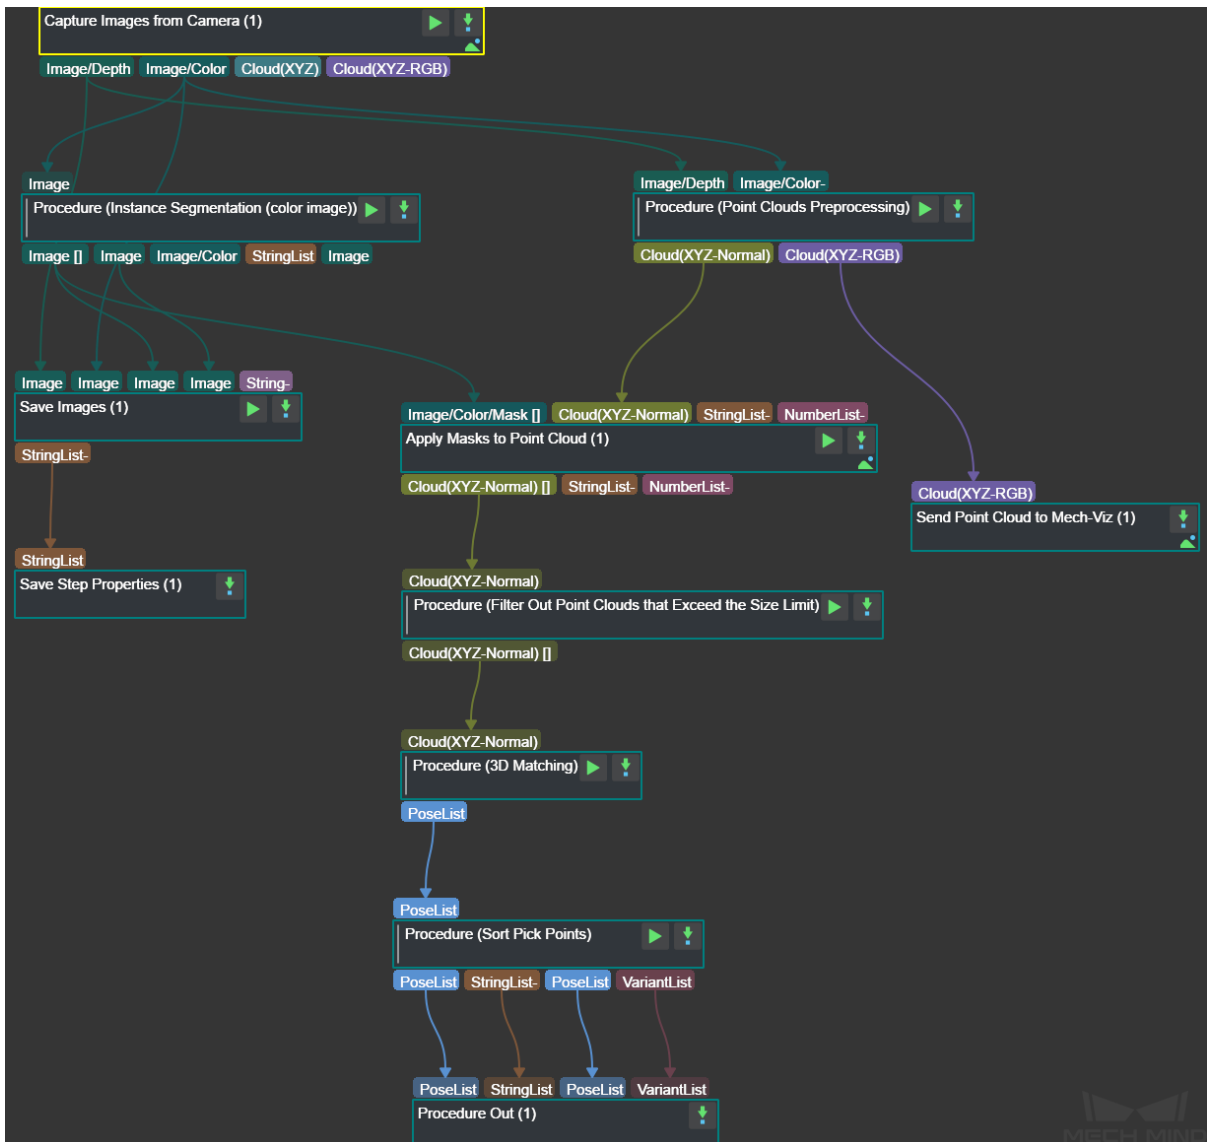 Capture Images from Camera (1)
Image/Depth Image/Color Cloud(XYZ) Cloud(XYZ-RGB)
Image
Procedure (Instance Segmentation (color image))
Image [] Image Image/Color StringList Image
Image/Depth Image/Color-
Procedure (Point Clouds Preprocessing)
Cloud(XYZ-Normal) Cloud(XYZ-RGB)
Image Image Image Image String-
Save Images (1)
StringList-
StringList
Save Step Properties (1)
Image/Color/Mask [] Cloud(XYZ-Normal) StringList- NumberList-
Apply Masks to Point Cloud (1)
Cloud(XYZ-Normal) [] StringList- NumberList-
Cloud(XYZ-RGB)
Send Point Cloud to Mech-Viz (1)
Cloud(XYZ-Normal)
Procedure (Filter Out Point Clouds that Exceed the Size Limit)
Cloud(XYZ-Normal) []
Cloud(XYZ-Normal)
Procedure (3D Matching)
PoseList
PoseList
Procedure (Sort Pick Points)
PoseList StringList- PoseList VariantList
PoseList StringList PoseList VariantList
Procedure Out (1)
MECH MIND